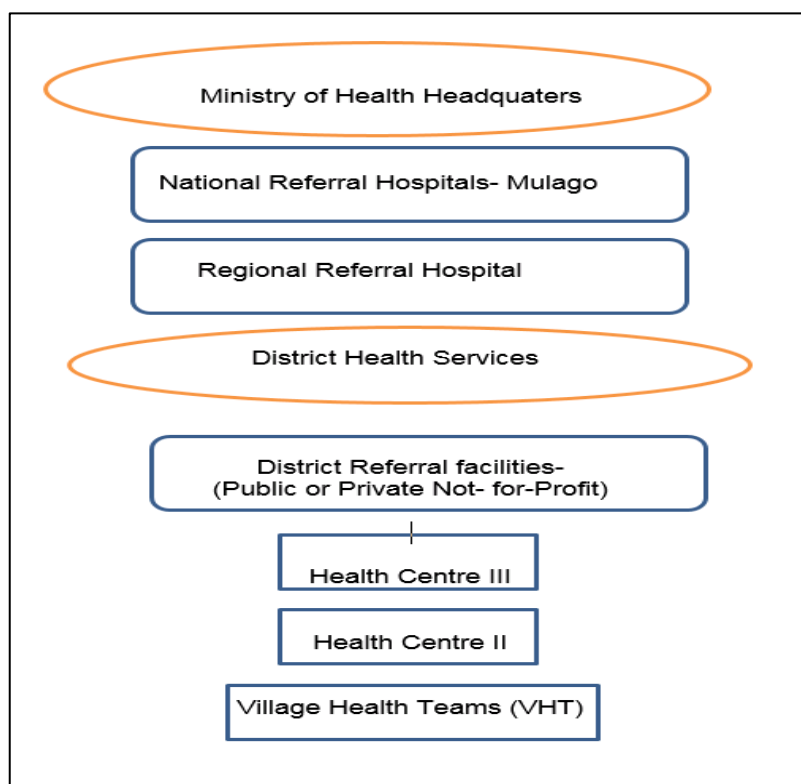 Ministry of Health Headquaters
National Referral Hospitals- Mulago
Regional Referral Hospital
District Health Services
District Referral facilities-
(Public or Private Not- for-Profit)
Health Centre III
Health Centre II
Village Health Teams (VHT)